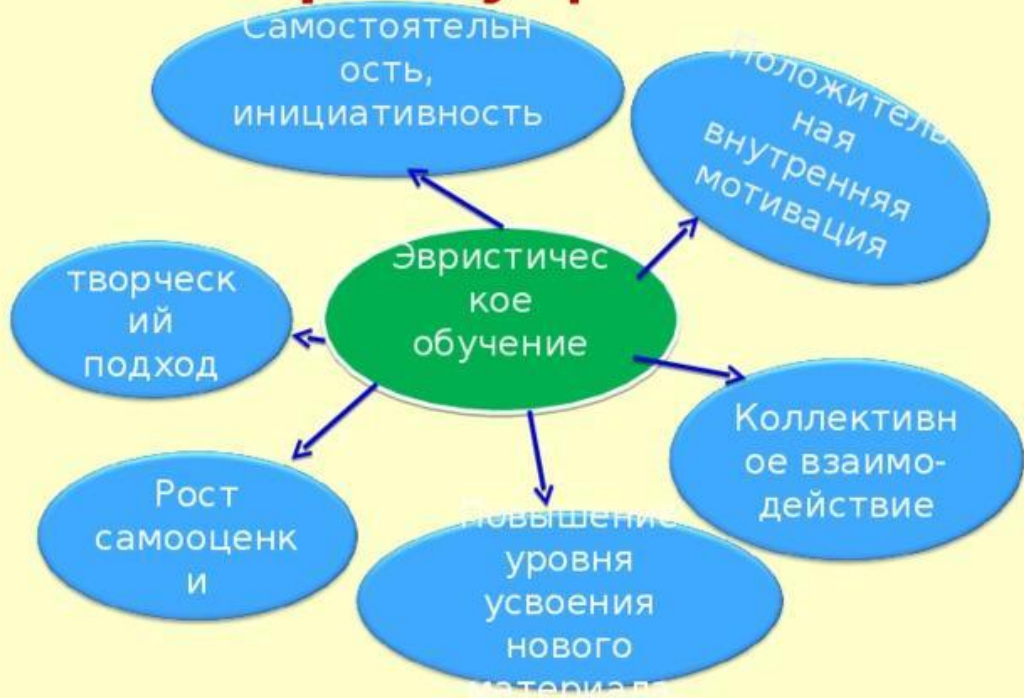 Самостоятельн
ость,
инициативность
Положитель
ная
внутренняя
мотивация
Эвристичес
кое
обучение
творческ
ий
подход
Коллективн
ое взаимо-
действие
Рост
самооценк
и
Повышение
уровня
усвоения
нового
материала